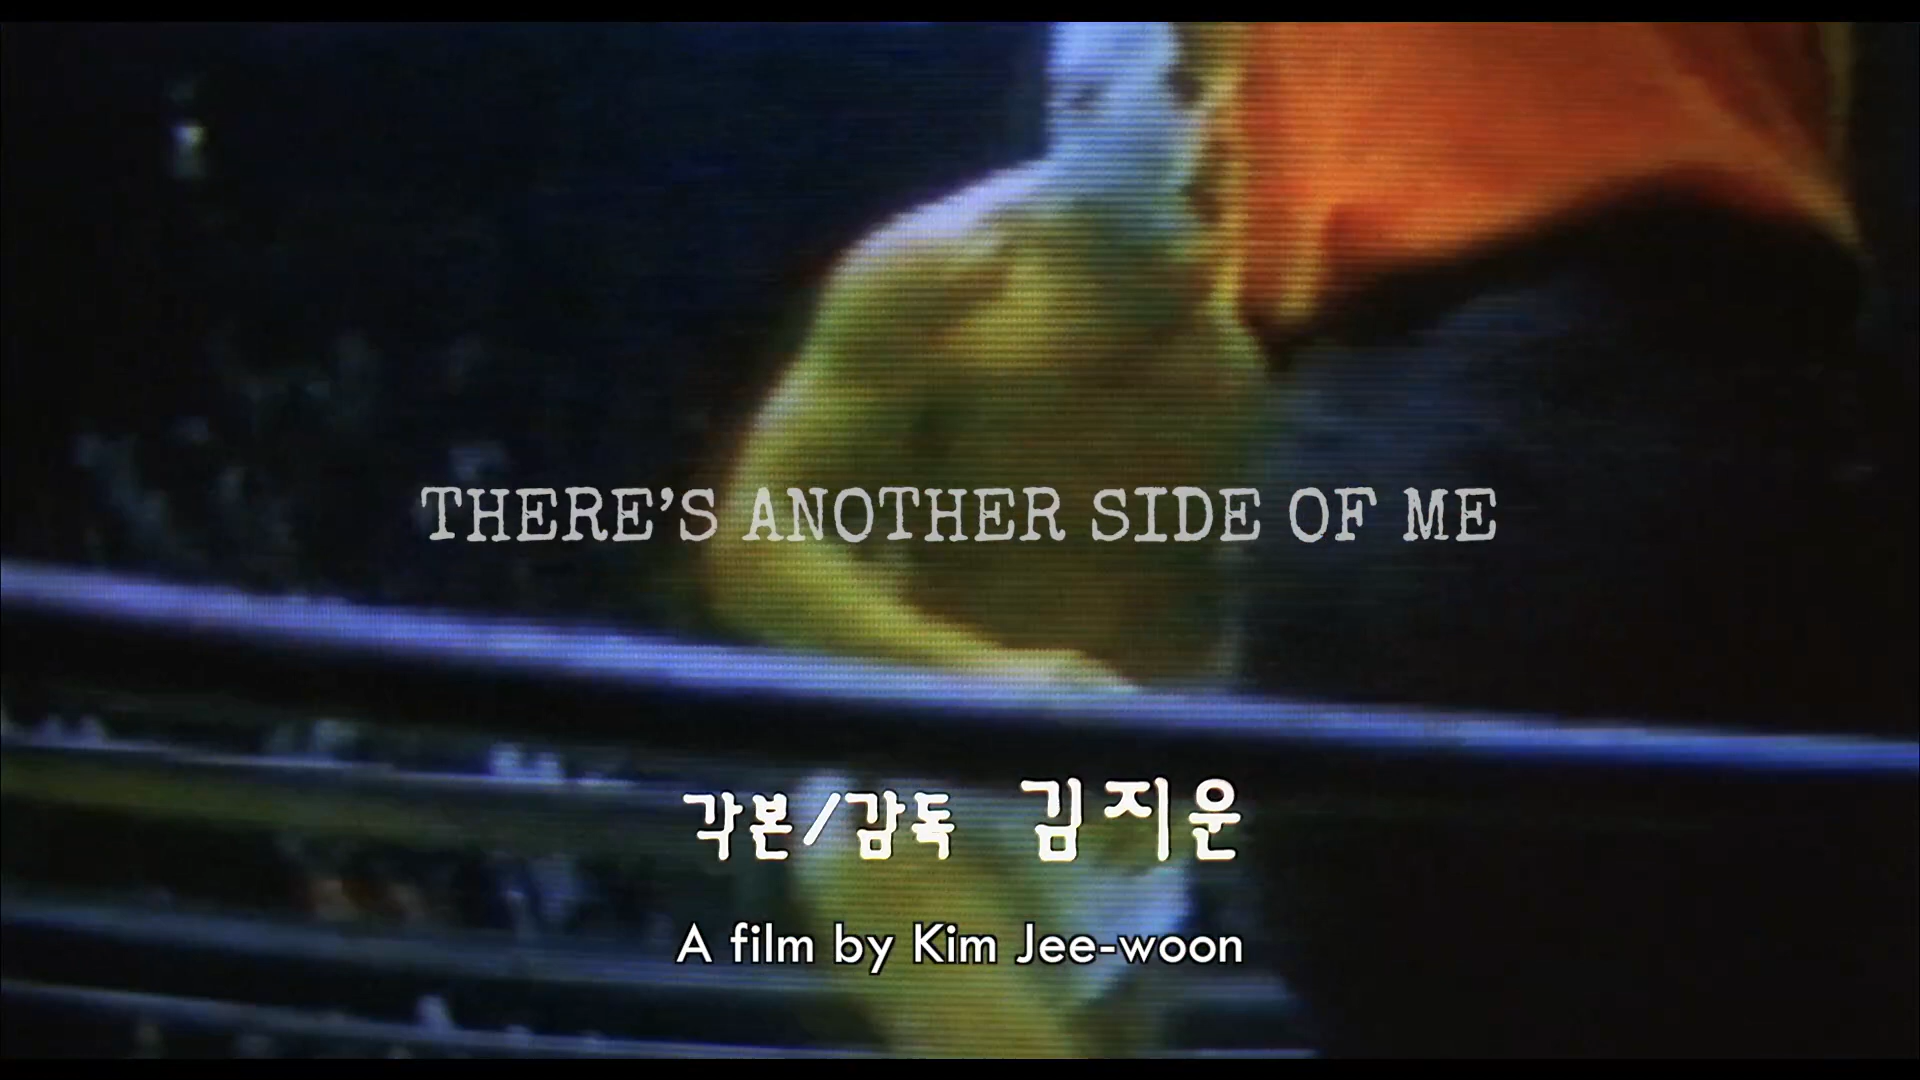 THERE’S ANOTHER SIDE OF ME
각본/감독 김지운
A film by Kim Jee-woon